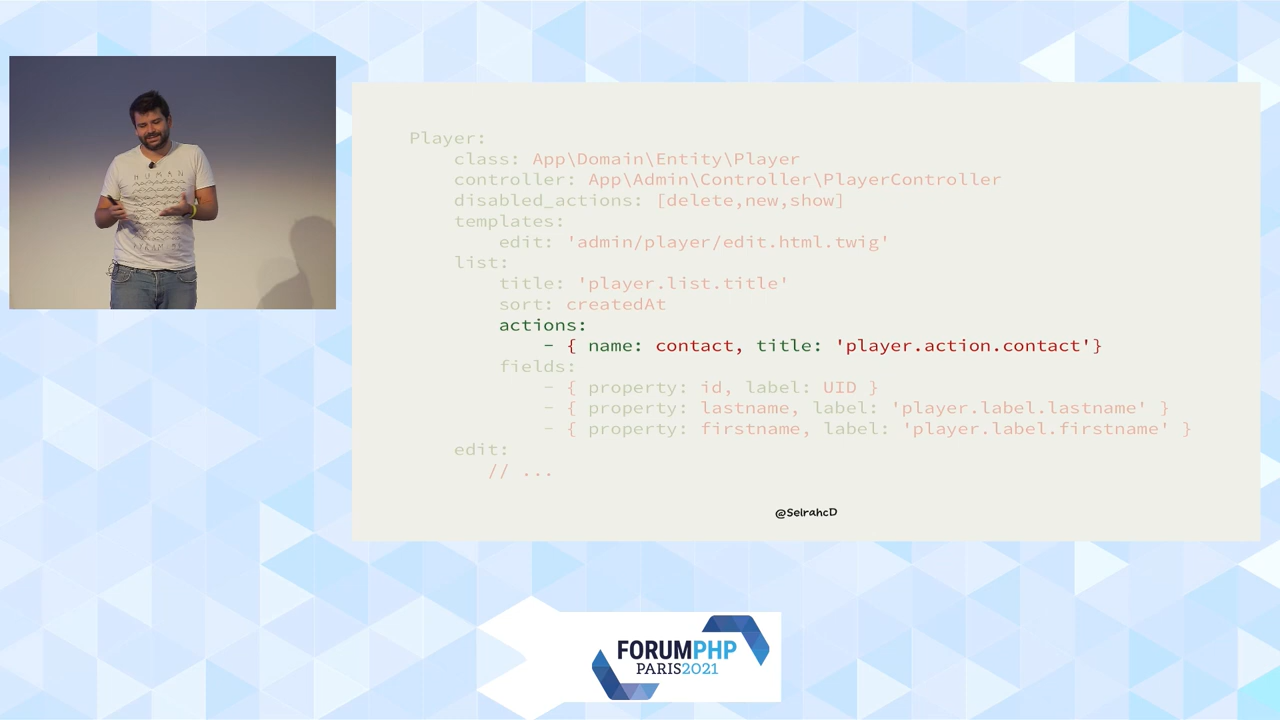 HUMAN
Player:
class: App\Domain\Entity\Player
controller: App\Admin\Controller\PlayerController
disabled_actions: [delete,new,show]
templates:
edit: 'admin/player/edit.html.twig'
list:
title: 'player.list.title'
sort: createdAt
actions:
- { name: contact, title: 'player.action.contact'}
fields:
- { property: id, label: UID }
- { property: lastname, label: 'player.label.lastname' }
- { property: firstname, label: 'player.label.firstname' }
edit:
// ...
@SelrahcD
FORUMPHP
PARIS2021